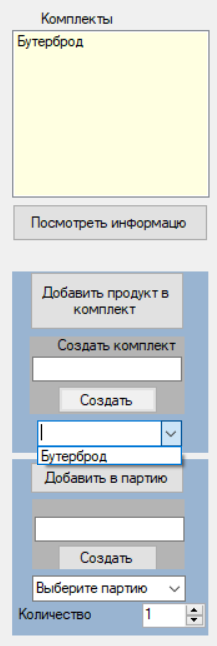 Комплекты
Бутерброд
Посмотреть информацю
Добавить продукт в
комплект
Создать комплект
Создать
Бутерброд
Добавить в партию
Создать
Выберите партию
Количество 1